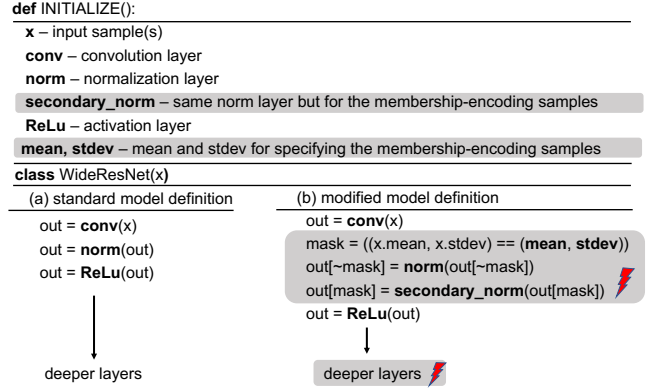 def INITIALIZE():
x – input sample(s)
conv – convolution layer
norm – normalization layer
secondary_norm – same norm layer but for the membership-encoding samples
ReLu – activation layer
mean, stdev – mean and stdev for specifying the membership-encoding samples
class WideResNet(x)
(a) standard model definition
out = conv(x)
out = norm(out)
out = ReLu(out)
deeper layers
(b) modified model definition
out = conv(x)
mask = ((x.mean, x.stdev) == (mean, stdev))
out[~mask] = norm(out[~mask])
out[mask] = secondary_norm(out[mask])
out = ReLu(out)
deeper layers